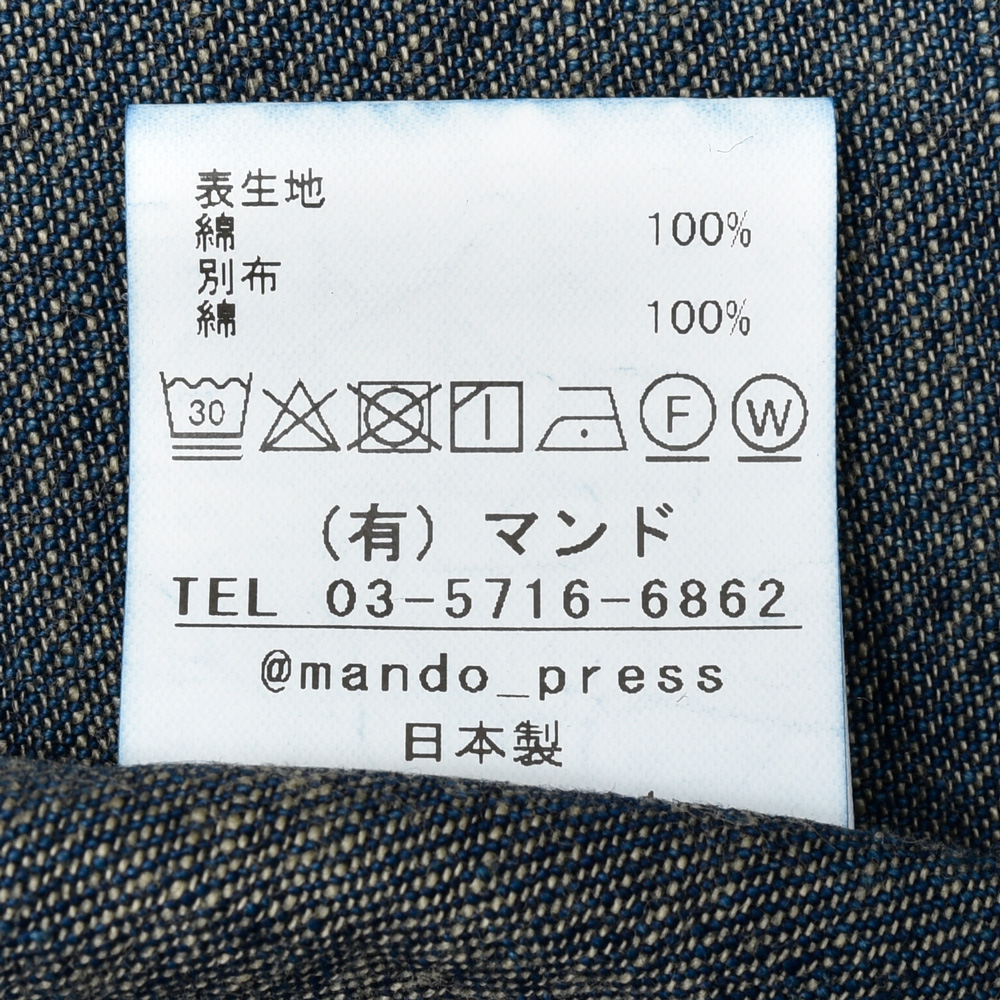 表生地
綿 100%
別布
綿 100%
30 F W
(有) マンド
TEL 03-5716-6862
@mando_press
日本製